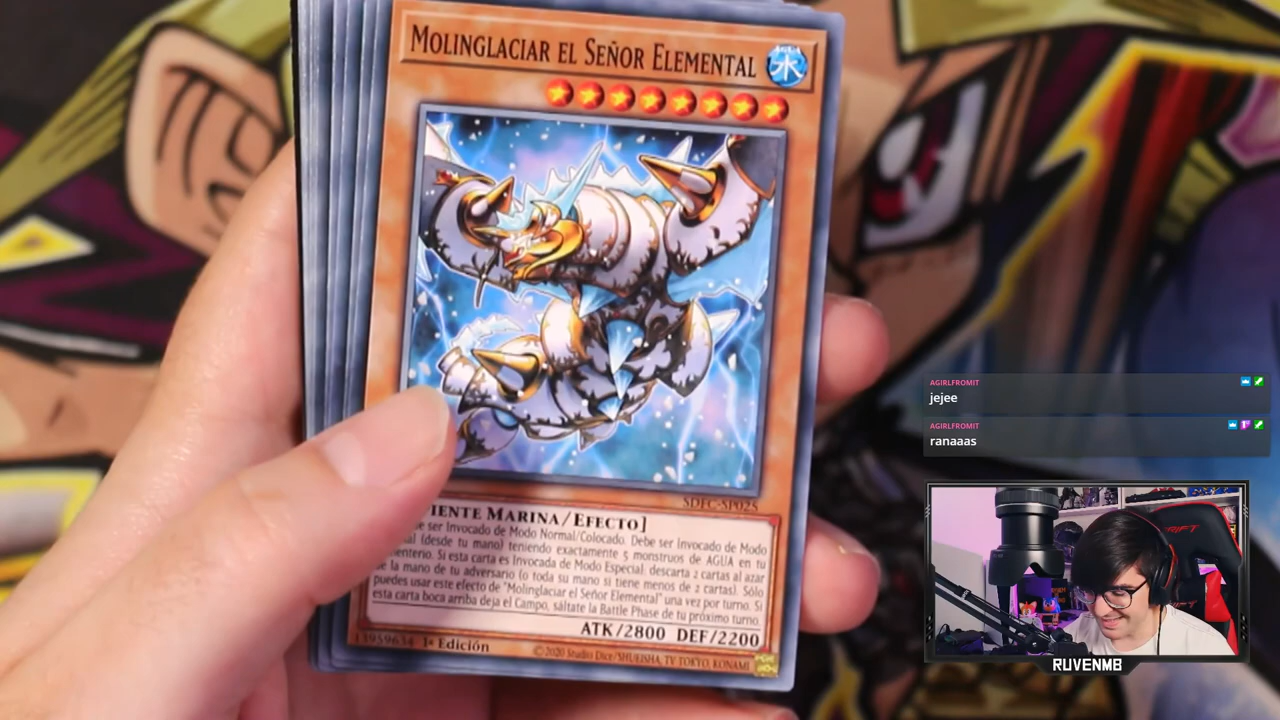 MOLINGLACIAR EL SEÑOR ELEMENTAL
AGUA
水
SDFC-SP025
IENTE MARINA/EFECTO]
e ser Invocado de Modo Normal/Colocado. Debe ser Invocado de Modo
al (desde tu mano) teniendo exactamente 5 monstruos de AGUA en tu
enterio. Si esta carta es Invocada de Modo Especial: descarta 2 cartas al azar
e la mano de tu adversario (o toda su mano si tiene menos de 2 cartas). Sólo
puedes usar este efecto de "Molinglaciar el Señor Elemental" una vez por turno. Si
esta carta boca arriba deja el Campo, sáltate la Battle Phase de tu próximo turno.
ATK/2800 DEF/2200
13959634 1ª Edición
©2020 Studio Dice/SHUEISHA, TV TOKYO, KONAMI
AGIRLFROMIT
jejee
AGIRLFROMIT
ranaaas
RUVENMB